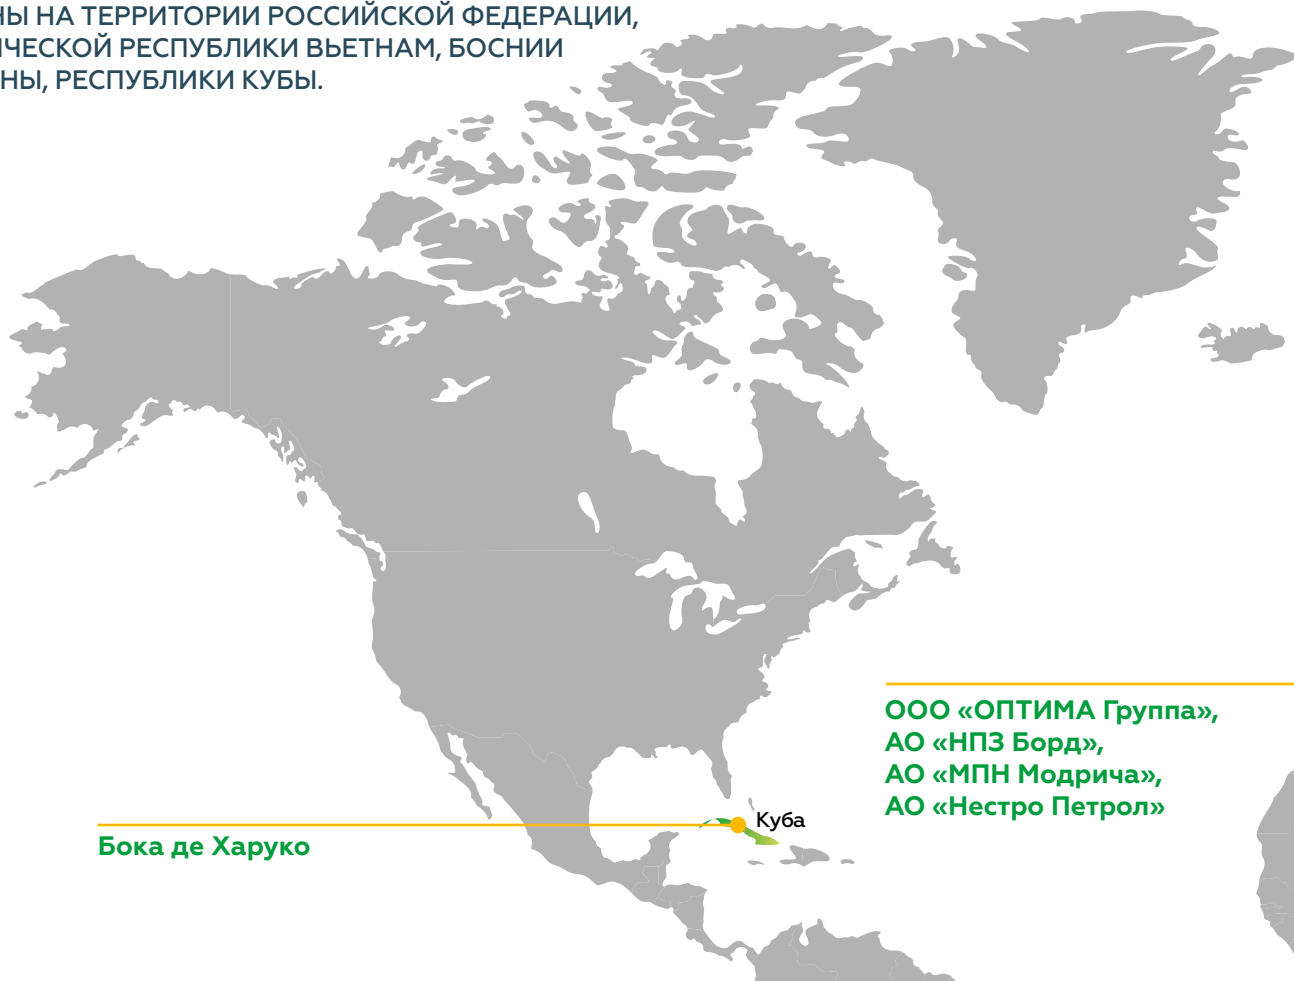 НЫ НА ТЕРРИТОРИИ РОССИЙСКОЙ ФЕДЕРАЦИИ,
ИЧЕСКОЙ РЕСПУБЛИКИ ВЬЕТНАМ, БОСНИИ
НЫ, РЕСПУБЛИКИ КУБЫ.
ООО «ОПТИМА Группа»,
АО «НПЗ Борд»,
АО «МПН Модрича»,
АО «Нестро Петрол»
Куба
Бока де Харуко